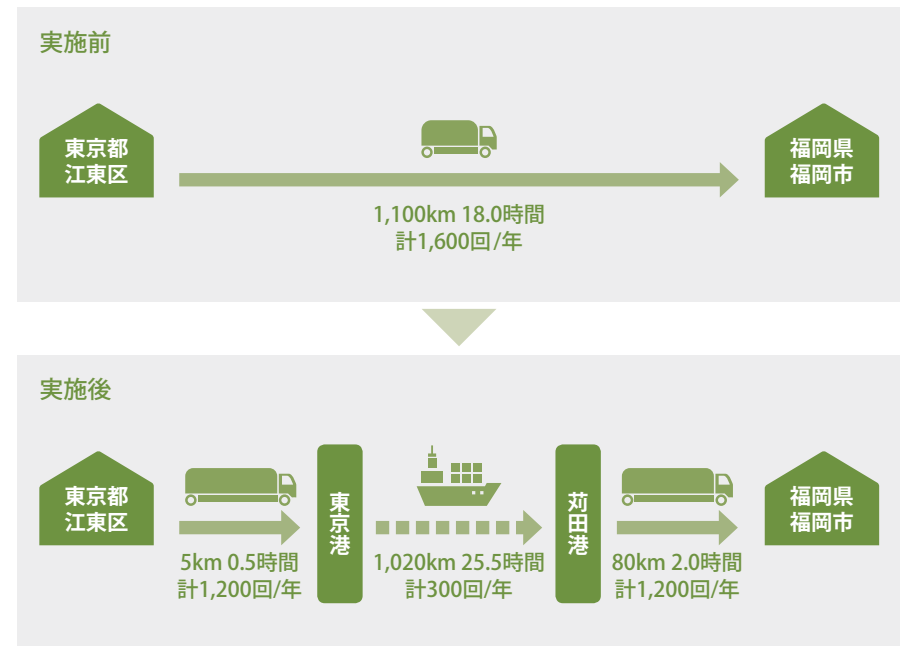 実施前
東京都
江東区
福岡県
福岡市
1,100km 18.0時間
計1,600回/年
実施後
東京都
江東区
5km 0.5時間
計1,200回/年
東京港
1,020km 25.5時間
計300回/年
苅田港
80km 2.0時間
計1,200回/年
福岡県
福岡市